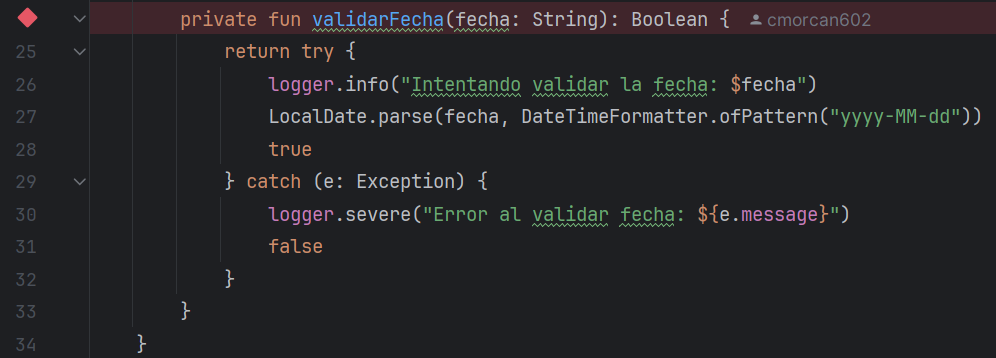 private fun validarFecha(fecha: String): Boolean { cmorcan602
25 return try {
26 logger.info("Intentando validar la fecha: $fecha")
27 LocalDate.parse(fecha, DateTimeFormatter.ofPattern("yyyy-MM-dd"))
28 true
29 } catch (e: Exception) {
30 logger.severe("Error al validar fecha: ${e.message}")
31 false
32 }
33 }
34 }